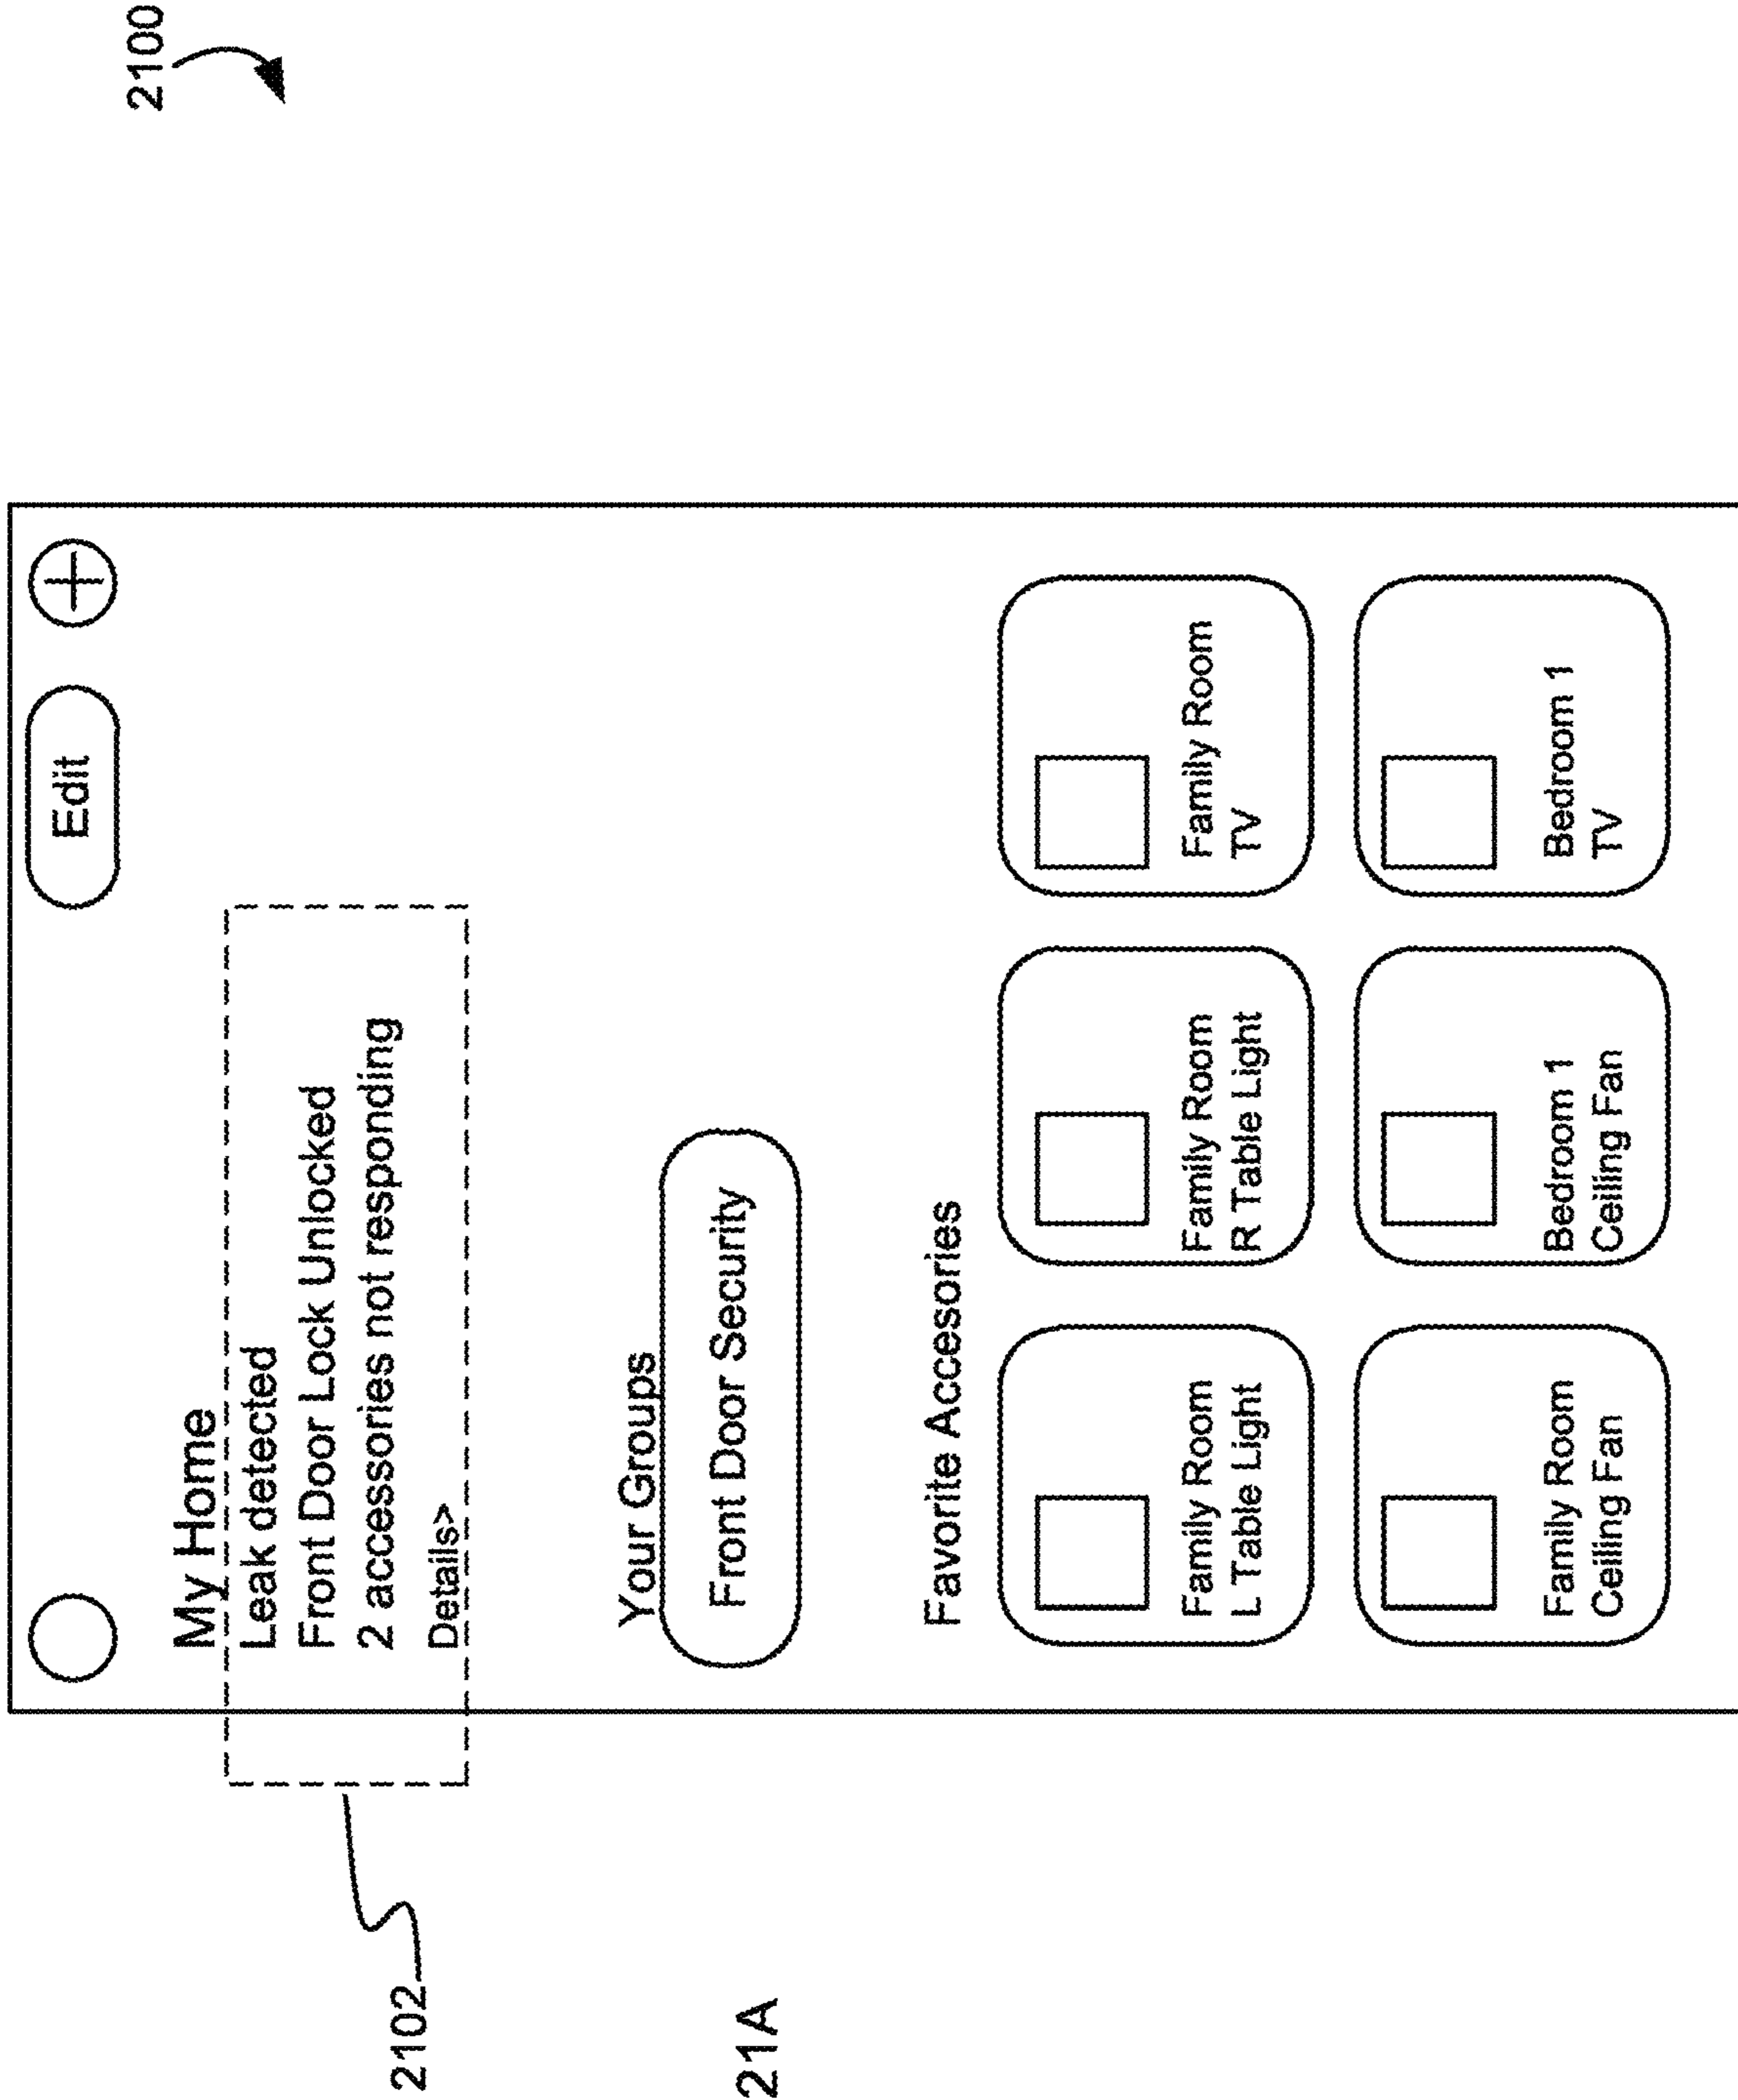 2100
Edit
My Home
Leak detected
Front Door Lock Unlocked
2 accessories not responding
Details>
2102
Your Groups
Front Door Security
21A
Favorite Accesories
Family Room
L Table Light
Family Room
R Table Light
Family Room
TV
Family Room
Ceiling Fan
Bedroom 1
Ceiling Fan
Bedroom 1
TV